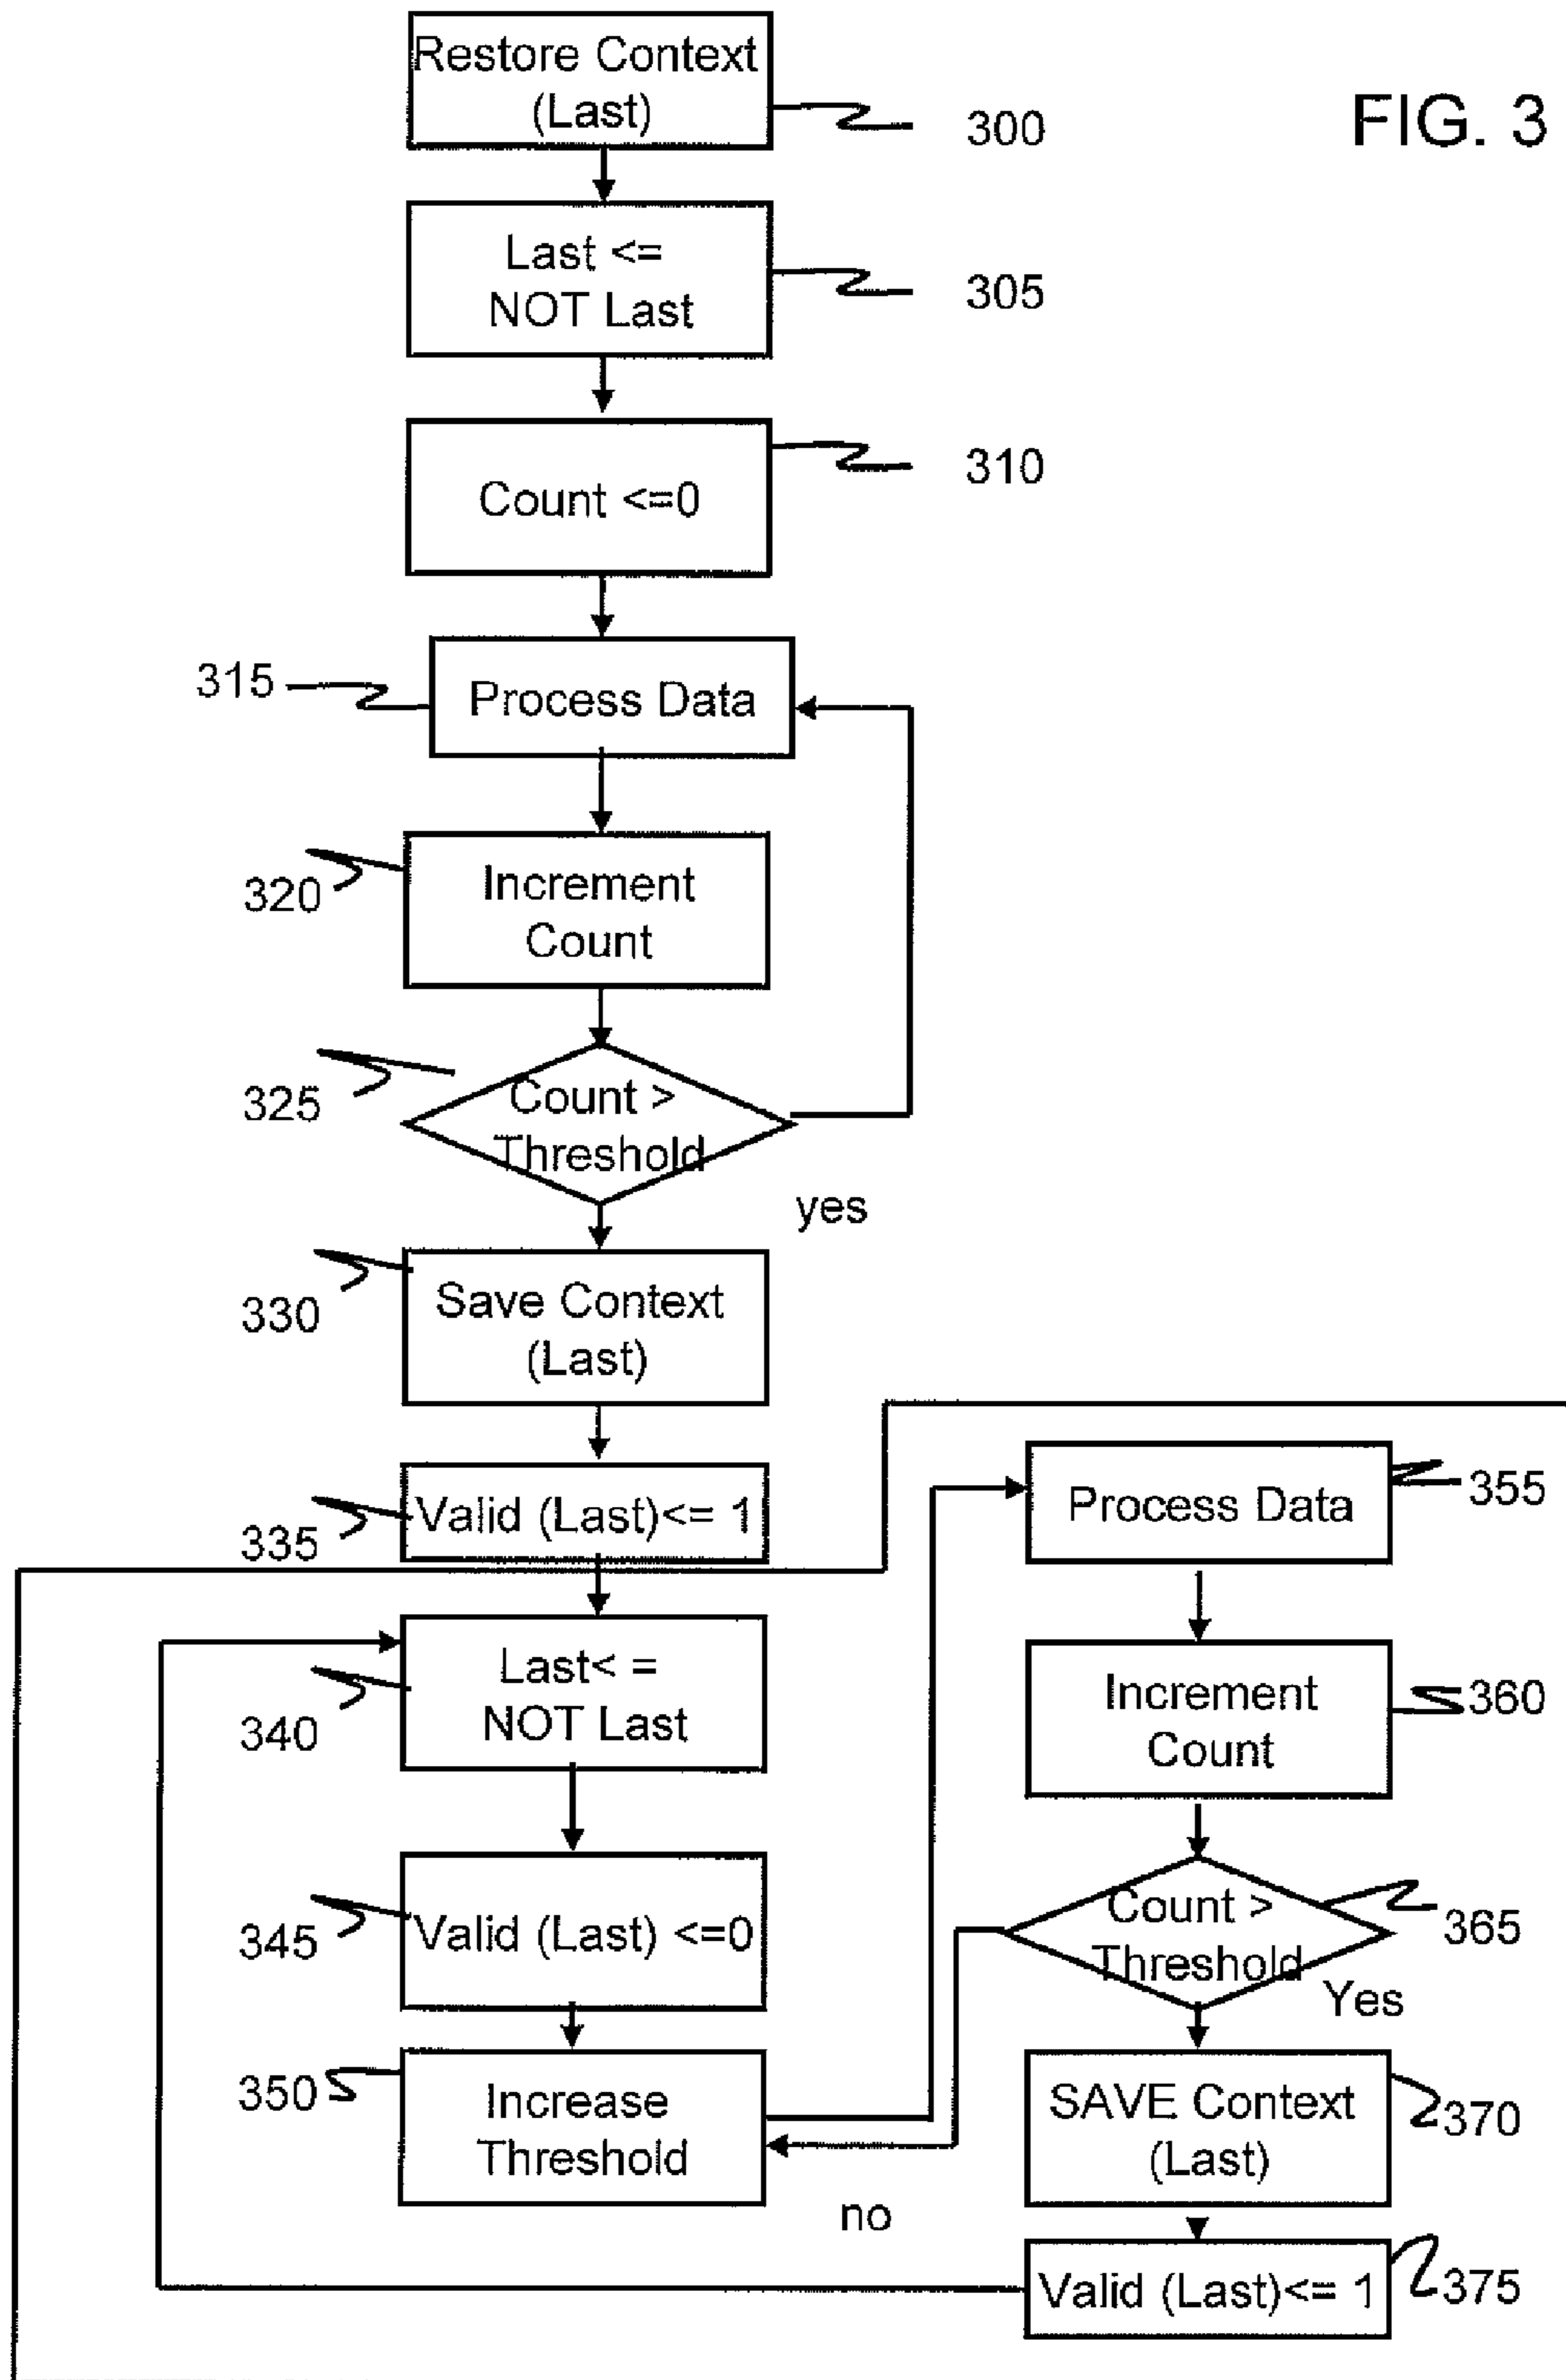 FIG. 3
Restore Context
(Last)
300
Last <=
NOT Last
305
Count <=0
310
315
Process Data
320
Increment
Count
325
Count >
Threshold
yes
330
Save Context
(Last)
335
Valid (Last)<= 1
340
Last< =
NOT Last
345
Valid (Last) <=0
350
Increase
Threshold
no
Process Data
355
Increment
Count
360
Count >
Threshold
365
Yes
SAVE Context
(Last)
370
Valid (Last)<= 1
375